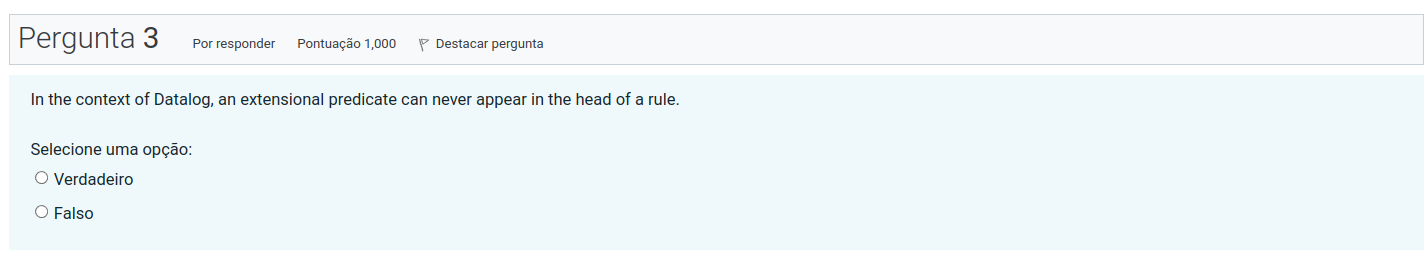 Pergunta 3 Por responder Pontuação 1,000 Destacar pergunta
In the context of Datalog, an extensional predicate can never appear in the head of a rule.
Selecione uma opção:
Verdadeiro
Falso